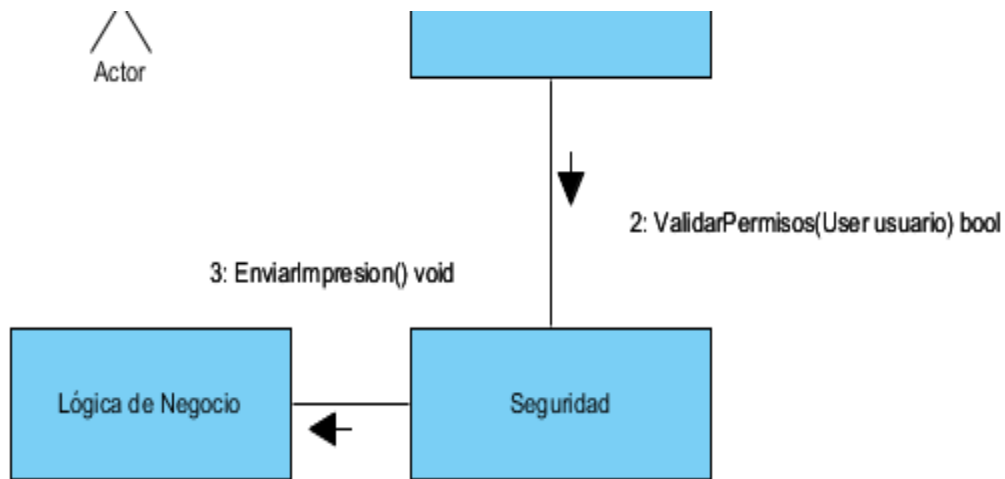 Actor
2: ValidarPermisos(User usuario) bool
3: EnviarImpresion() void
Lógica de Negocio
Seguridad